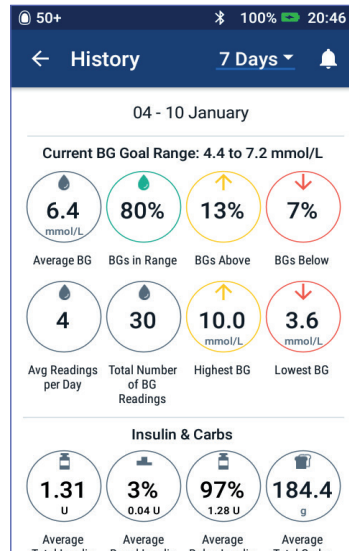 50+ 100% 20:46
History 7 Days
04 - 10 January
Current BG Goal Range: 4.4 to 7.2 mmol/L
6.4 80% 13% 7%
mmol/L
Average BG BGs in Range BGs Above BGs Below
4 30 10.0 3.6
mmol/L mmol/L
Avg Readings Total Number Highest BG Lowest BG
per Day of BG
Readings
Insulin & Carbs
1.31 3% 97% 184.4
U 0.04 U 1.28 U g
Average Average Average Average